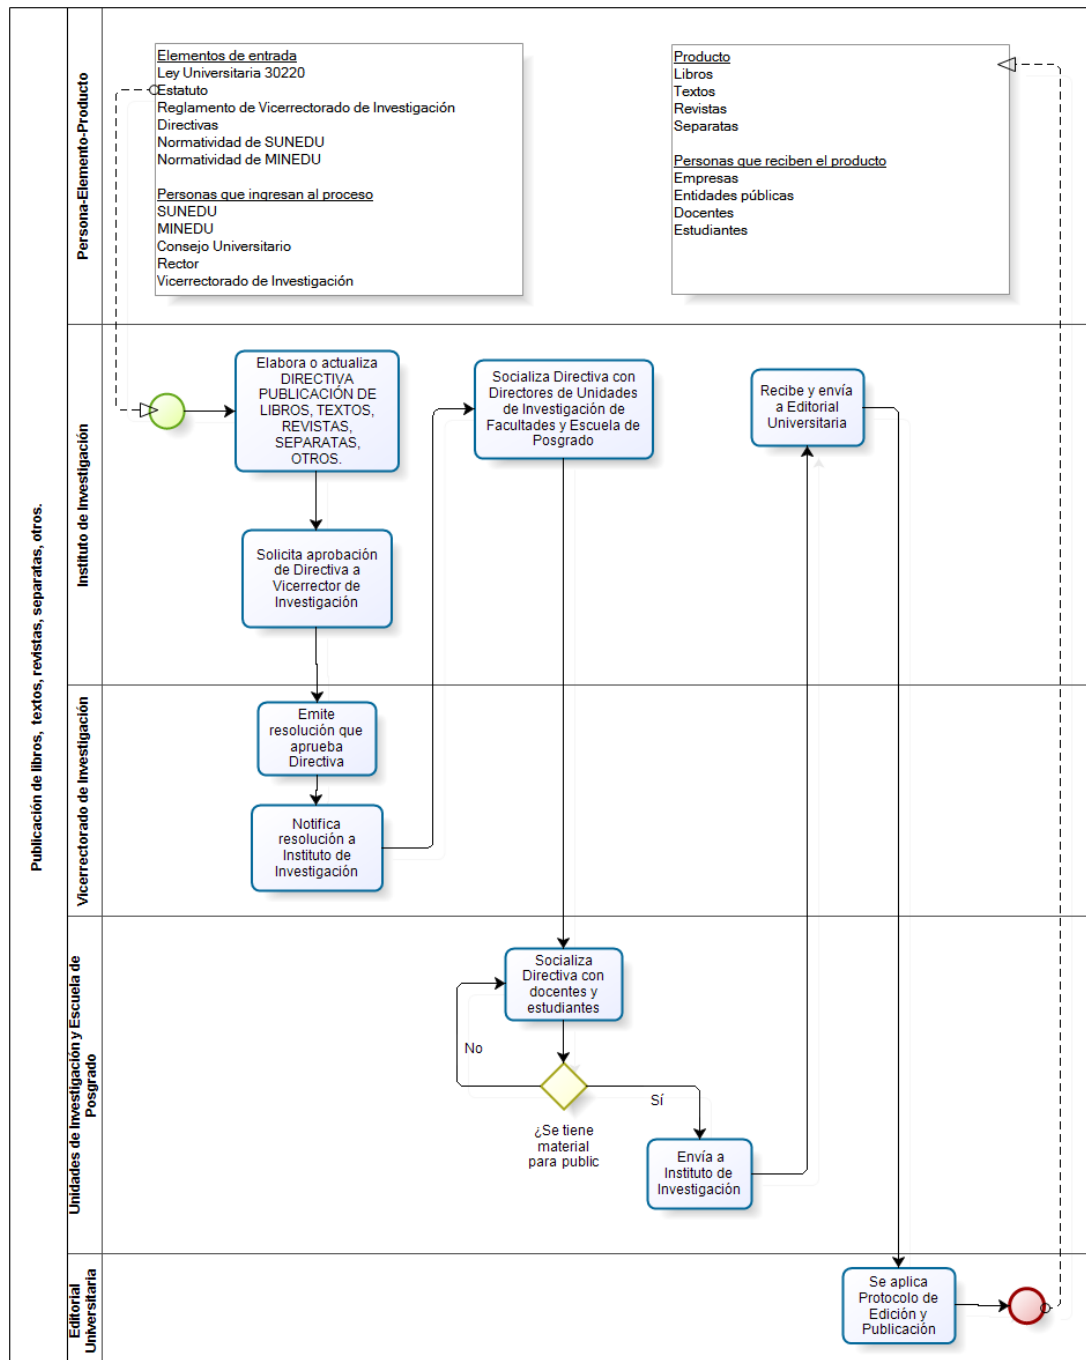 Publicación de libros, textos, revistas, separatas, otros.
Persona-Elemento-Producto
Elementos de entrada
Ley Universitaria 30220
Estatuto
Reglamento de Vicerrectorado de Investigación
Directivas
Normatividad de SUNEDU
Normatividad de MINEDU
Personas que ingresan al proceso
SUNEDU
MINEDU
Consejo Universitario
Rector
Vicerrectorado de Investigación
Producto
Libros
Textos
Revistas
Separatas
Personas que reciben el producto
Empresas
Entidades públicas
Docentes
Estudiantes
Instituto de Investigación
Elabora o actualiza
DIRECTIVA
PUBLICACIÓN DE
LIBROS, TEXTOS,
REVISTAS,
SEPARATAS,
OTROS.
Solicita aprobación
de Directiva a
Vicerrector de
Investigación
Socializa Directiva con
Directores de Unidades
de Investigación de
Facultades y Escuela de
Posgrado
Recibe y envía
a Editorial
Universitaria
Vicerrectorado de Investigación
Emite
resolución que
aprueba
Directiva
Notifica
resolución a
Instituto de
Investigación
Unidades de Investigación y Escuela de
Posgrado
Socializa
Directiva con
docentes y
estudiantes
No
Sí
¿Se tiene
material
para public
Envía a
Instituto de
Investigación
Editorial
Universitaria
Se aplica
Protocolo de
Edición y
Publicación